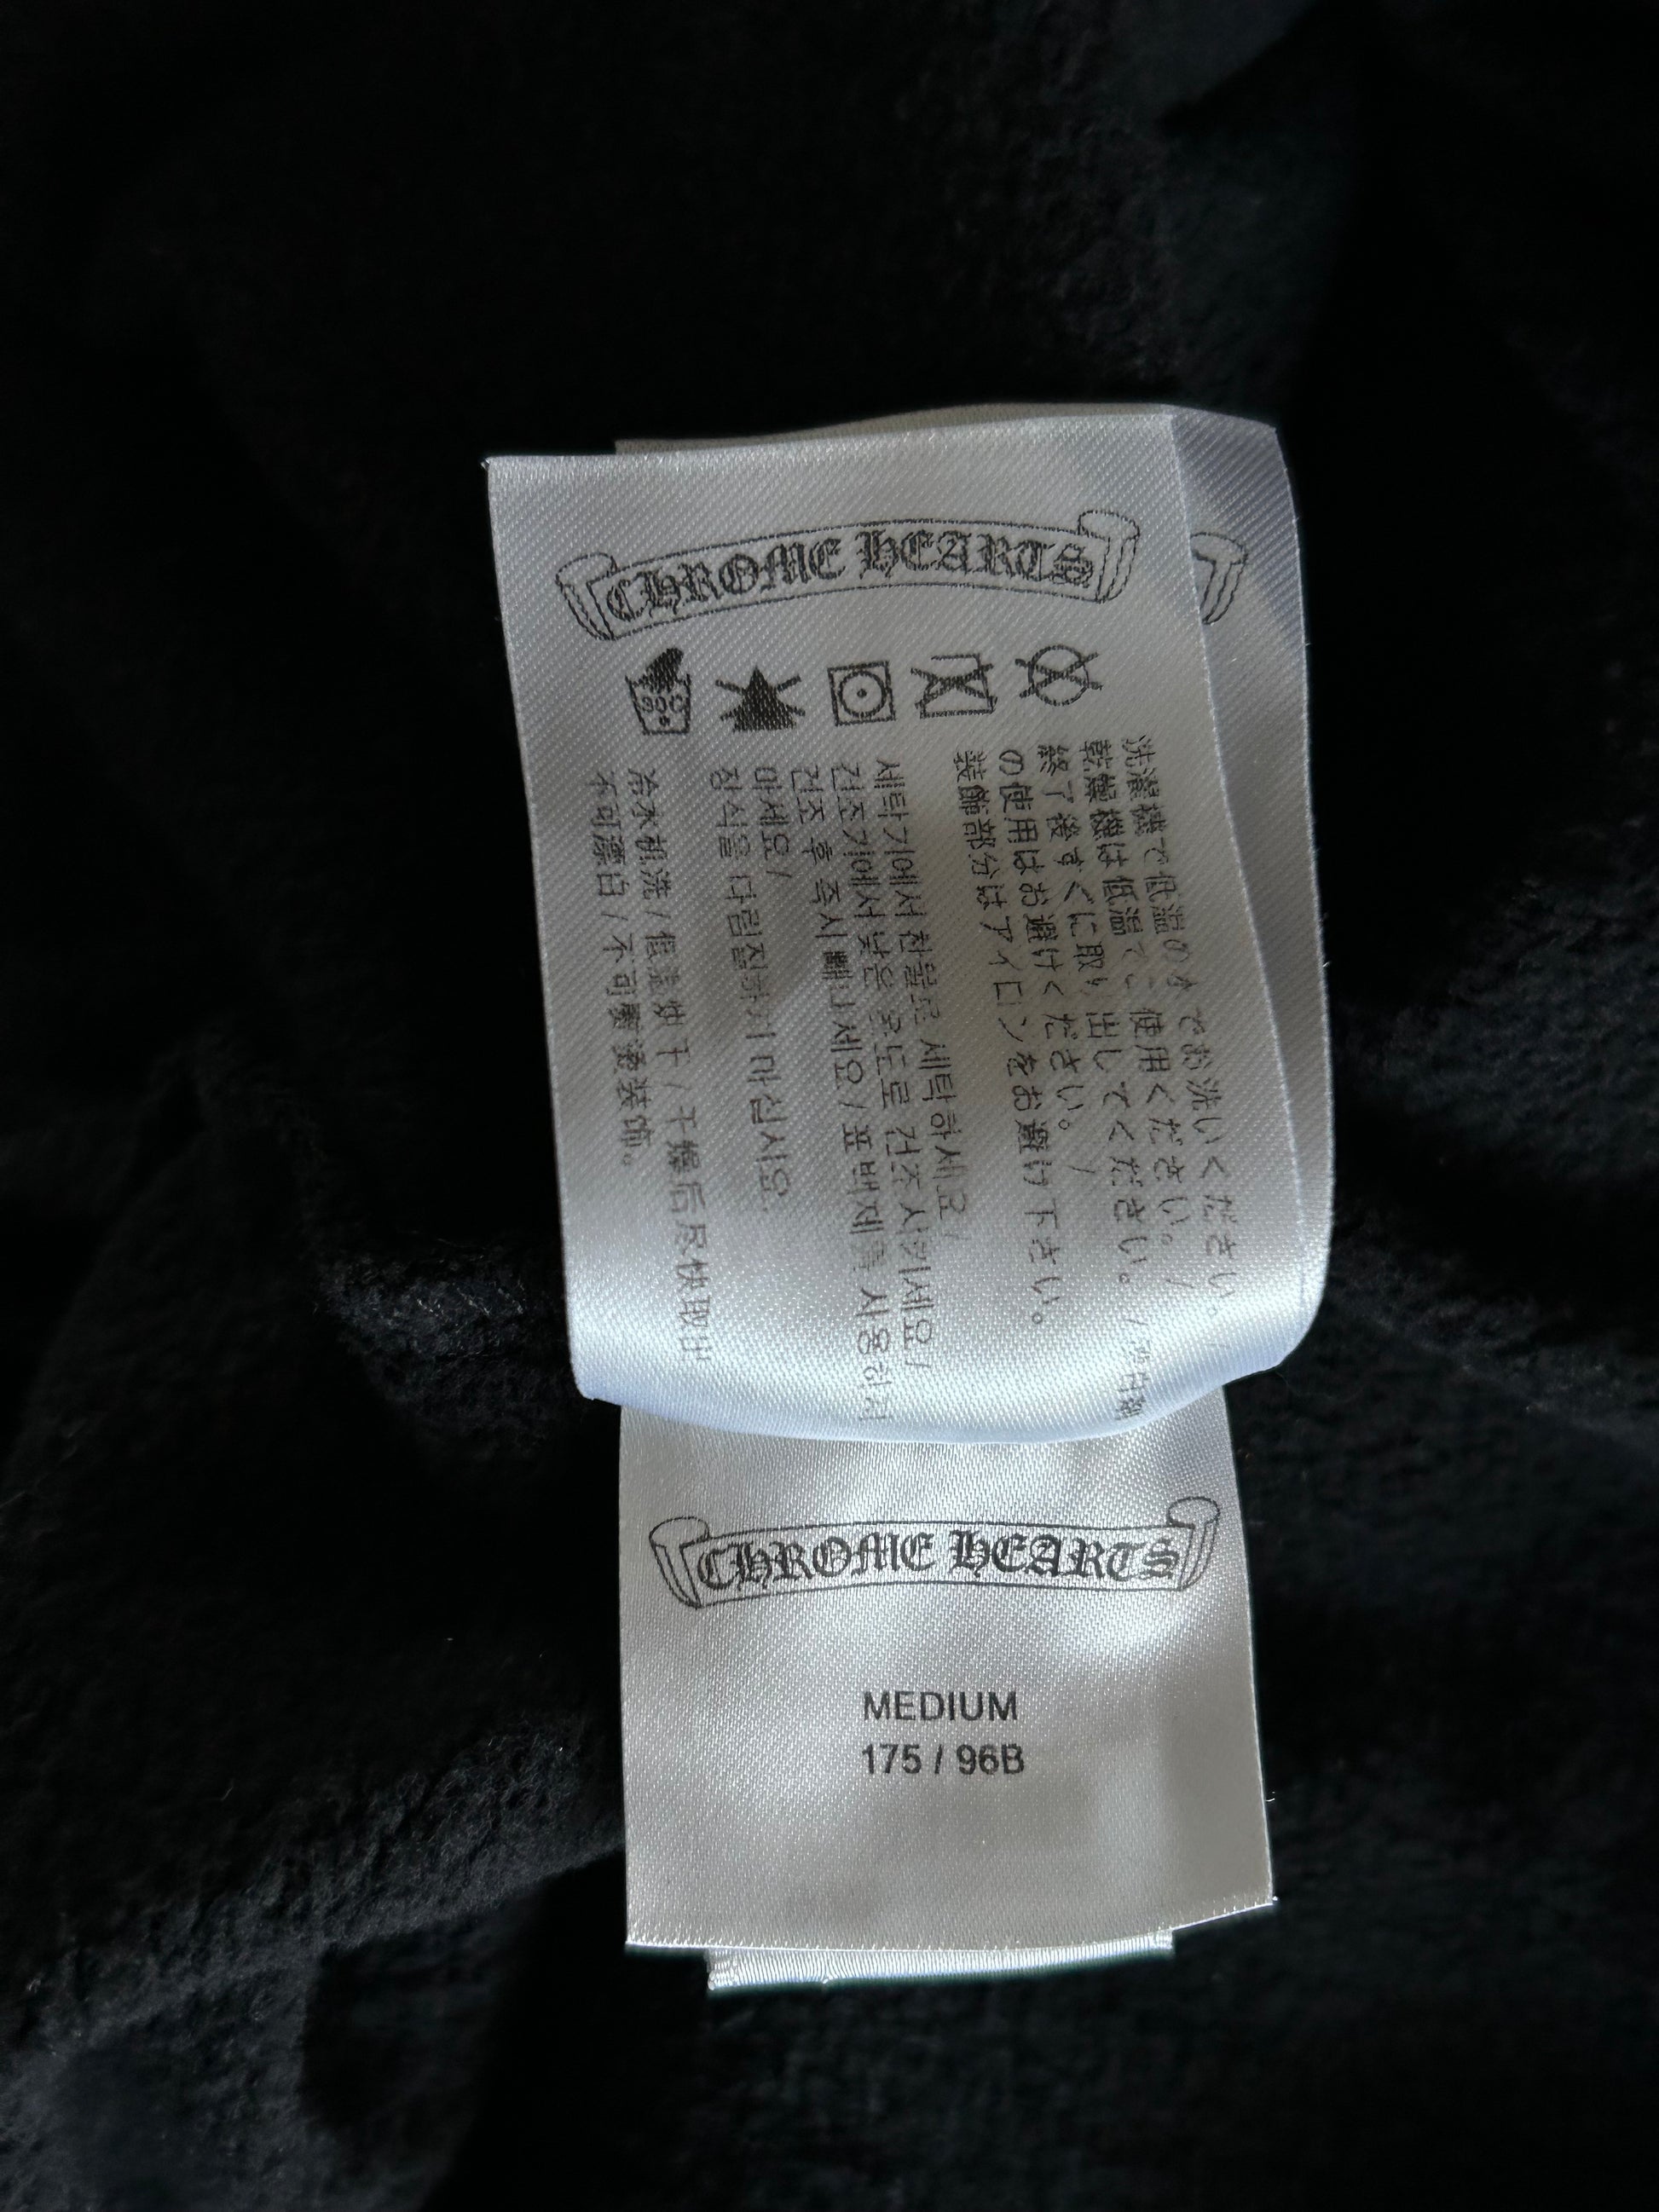 CHROME HEARTS
30C
洗濯機で低温の水でお洗いください。/
乾燥機は低温でご使用ください。/
終了後すぐに取り出してください。/漂白剤
の使用はお避けください。/
装飾部分はアイロンをお避け下さい。
세탁기에서 찬물로 세탁하세요/
건조기에서 낮은 온도로 건조시키세요/
건조 후 즉시 빼내세요/표백제를 사용하지
마세요/
장식을 다림질하지 마십시요.
冷水机洗/低温烘干/干燥后尽快取出
不可漂白/不可熨烫装饰。
CHROME HEARTS
MEDIUM
175 / 96B